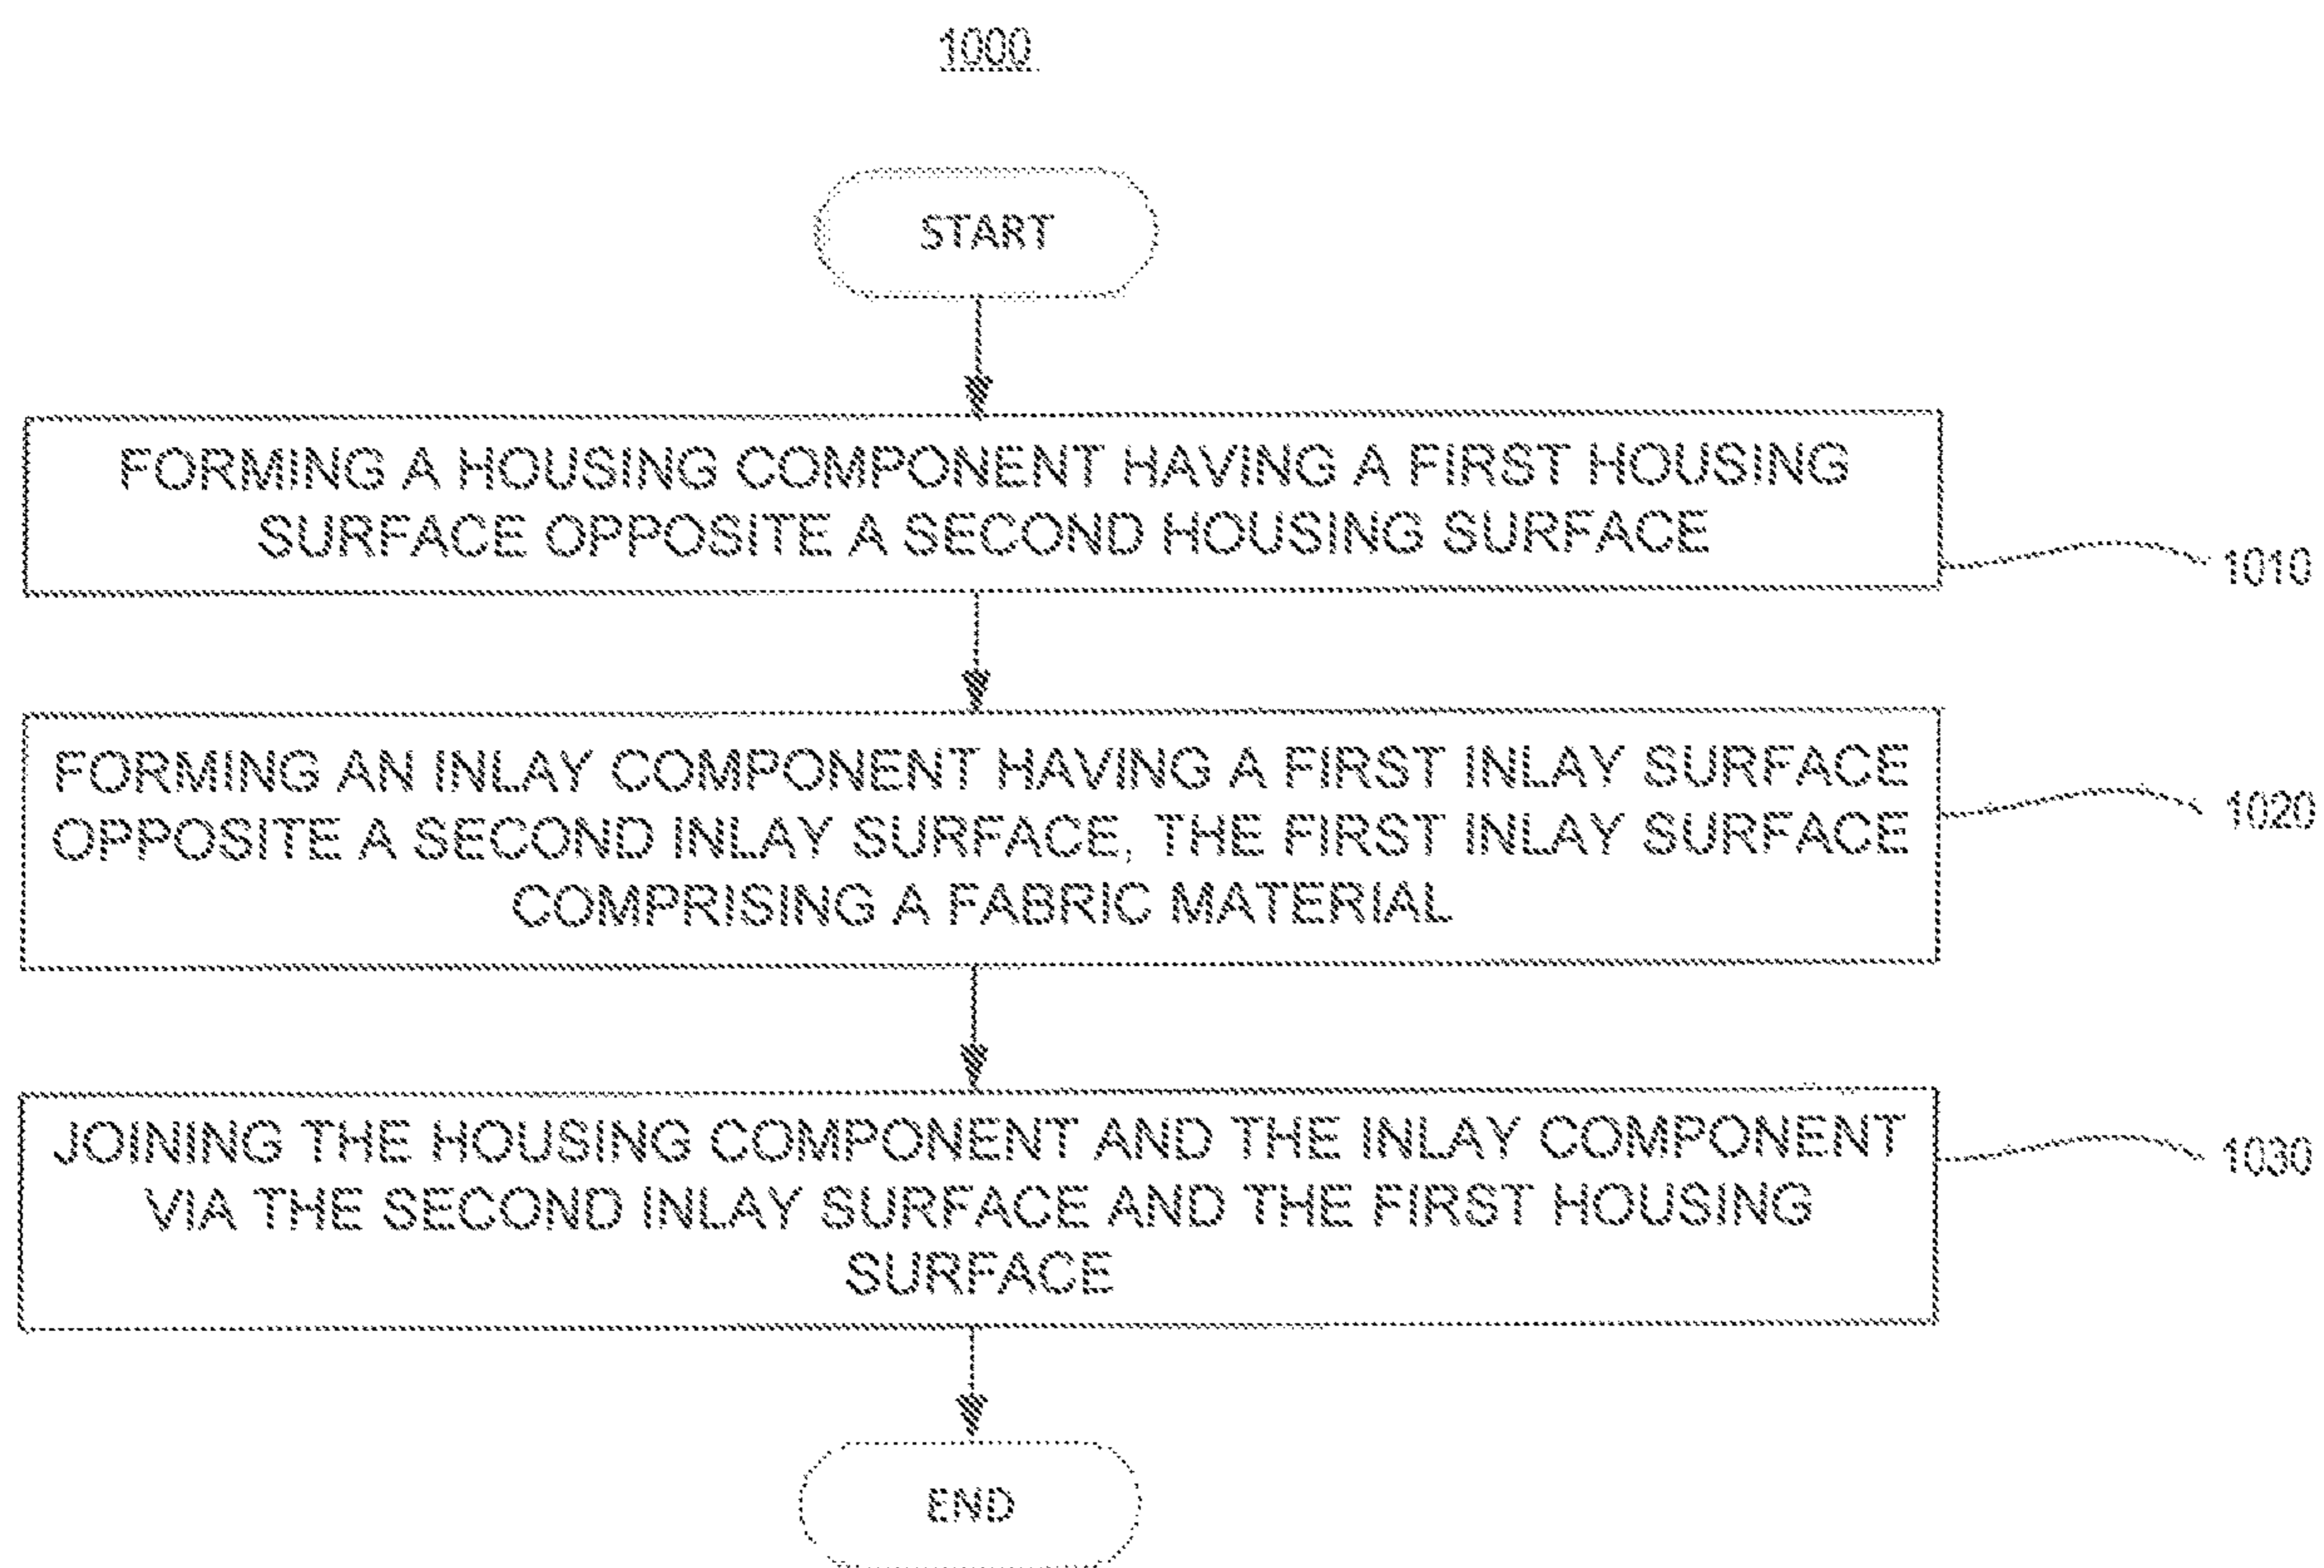 1000
START
FORMING A HOUSING COMPONENT HAVING A FIRST HOUSING
SURFACE OPPOSITE A SECOND HOUSING SURFACE
1010
FORMING AN INLAY COMPONENT HAVING A FIRST INLAY SURFACE
OPPOSITE A SECOND INLAY SURFACE, THE FIRST INLAY SURFACE
COMPRISING A FABRIC MATERIAL
1020
JOINING THE HOUSING COMPONENT AND THE INLAY COMPONENT
VIA THE SECOND INLAY SURFACE AND THE FIRST HOUSING
SURFACE
1030
END